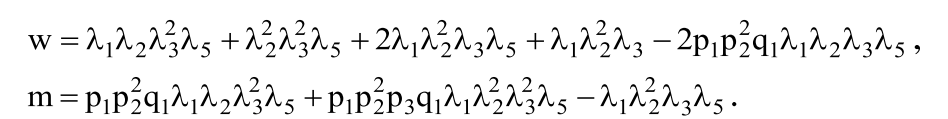 w = λ₁λ₂λ₃²λ₅ + λ₂²λ₃²λ₅ + 2λ₁λ₂²λ₃λ₅ + λ₁λ₂²λ₃ − 2p₁p₂²q₁λ₁λ₂λ₃λ₅ ,
m = p₁p₂²q₁λ₁λ₂λ₃²λ₅ + p₁p₂²p₃q₁λ₁λ₂²λ₃²λ₅ − λ₁λ₂²λ₃λ₅ .